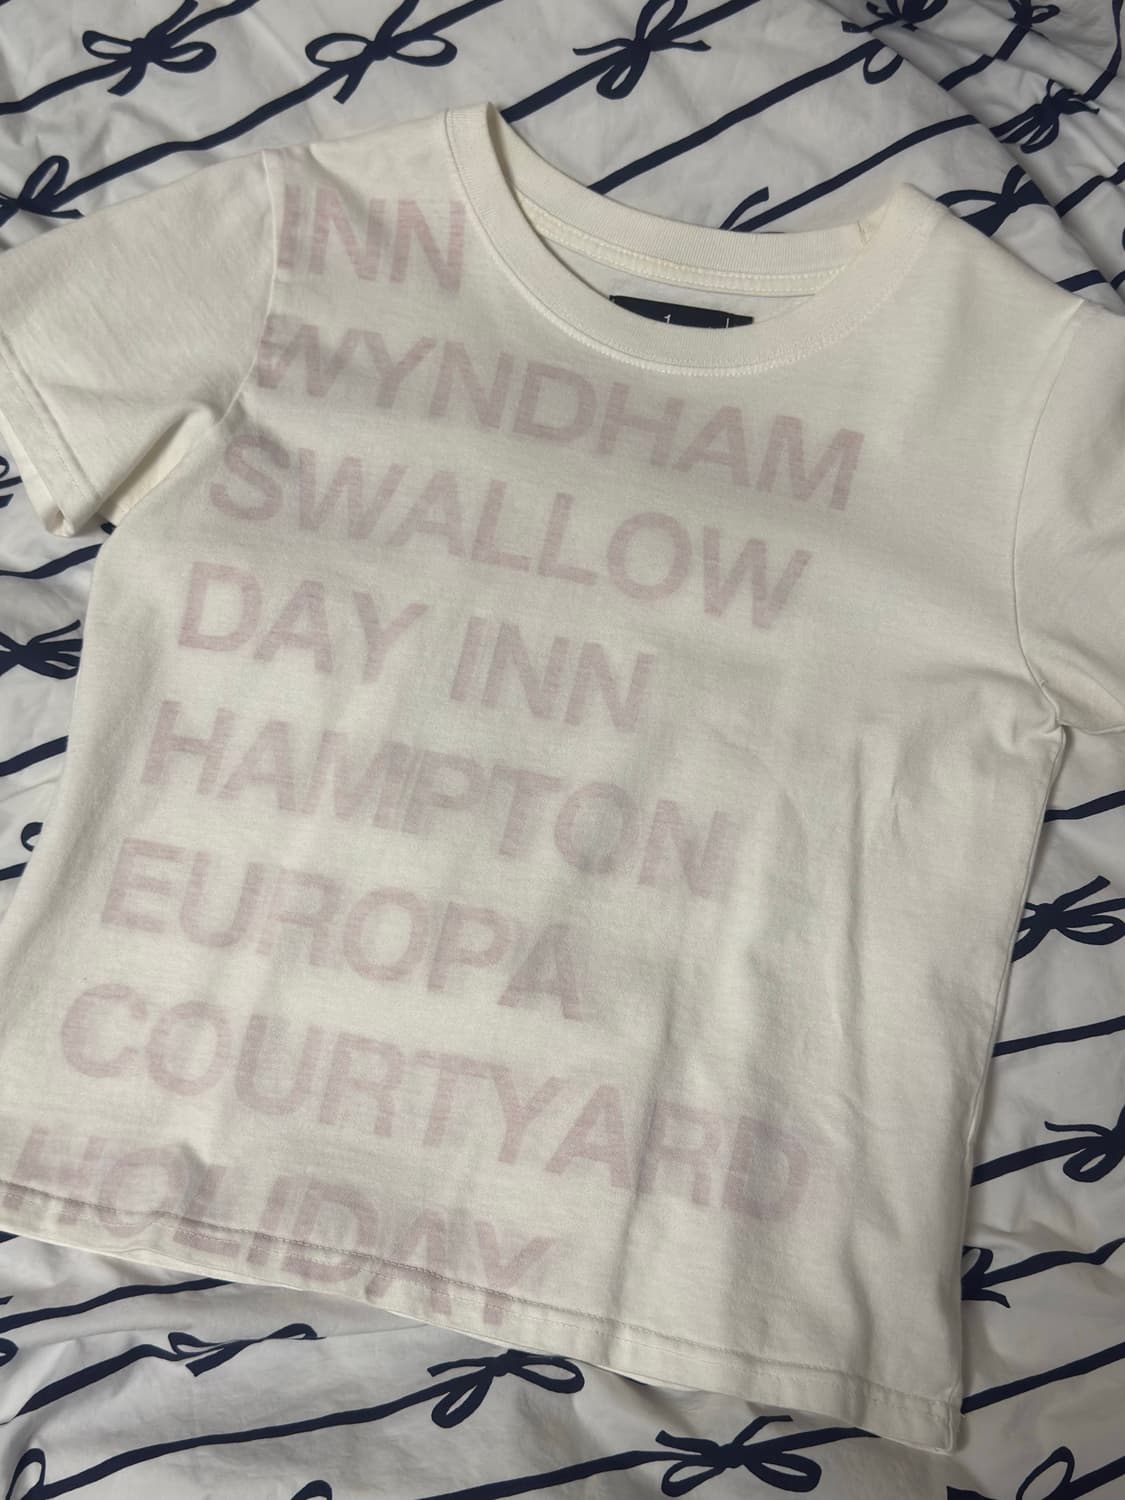 INN
WYNDHAM
SWALLOW
DAY INN
HAMPTON
EUROPA
COURTYARD
HOLIDAY